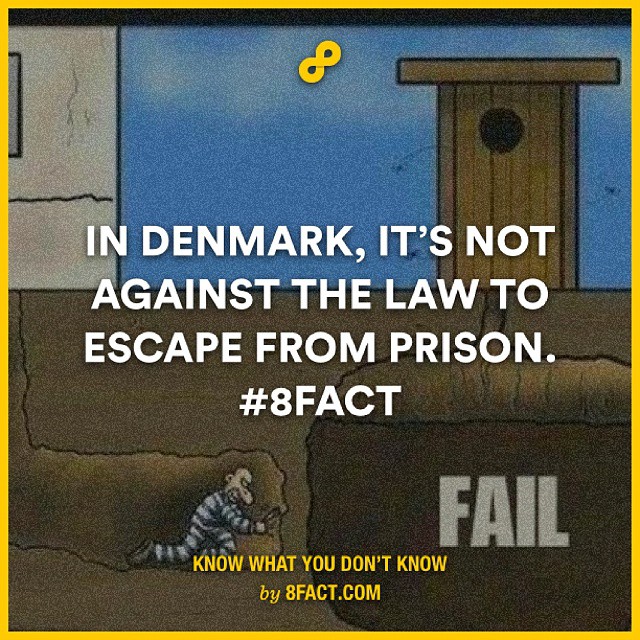 IN DENMARK, IT'S NOT
AGAINST THE LAW TO
ESCAPE FROM PRISON.
#8FACT
FAIL
KNOW WHAT YOU DON'T KNOW
by 8FACT.COM